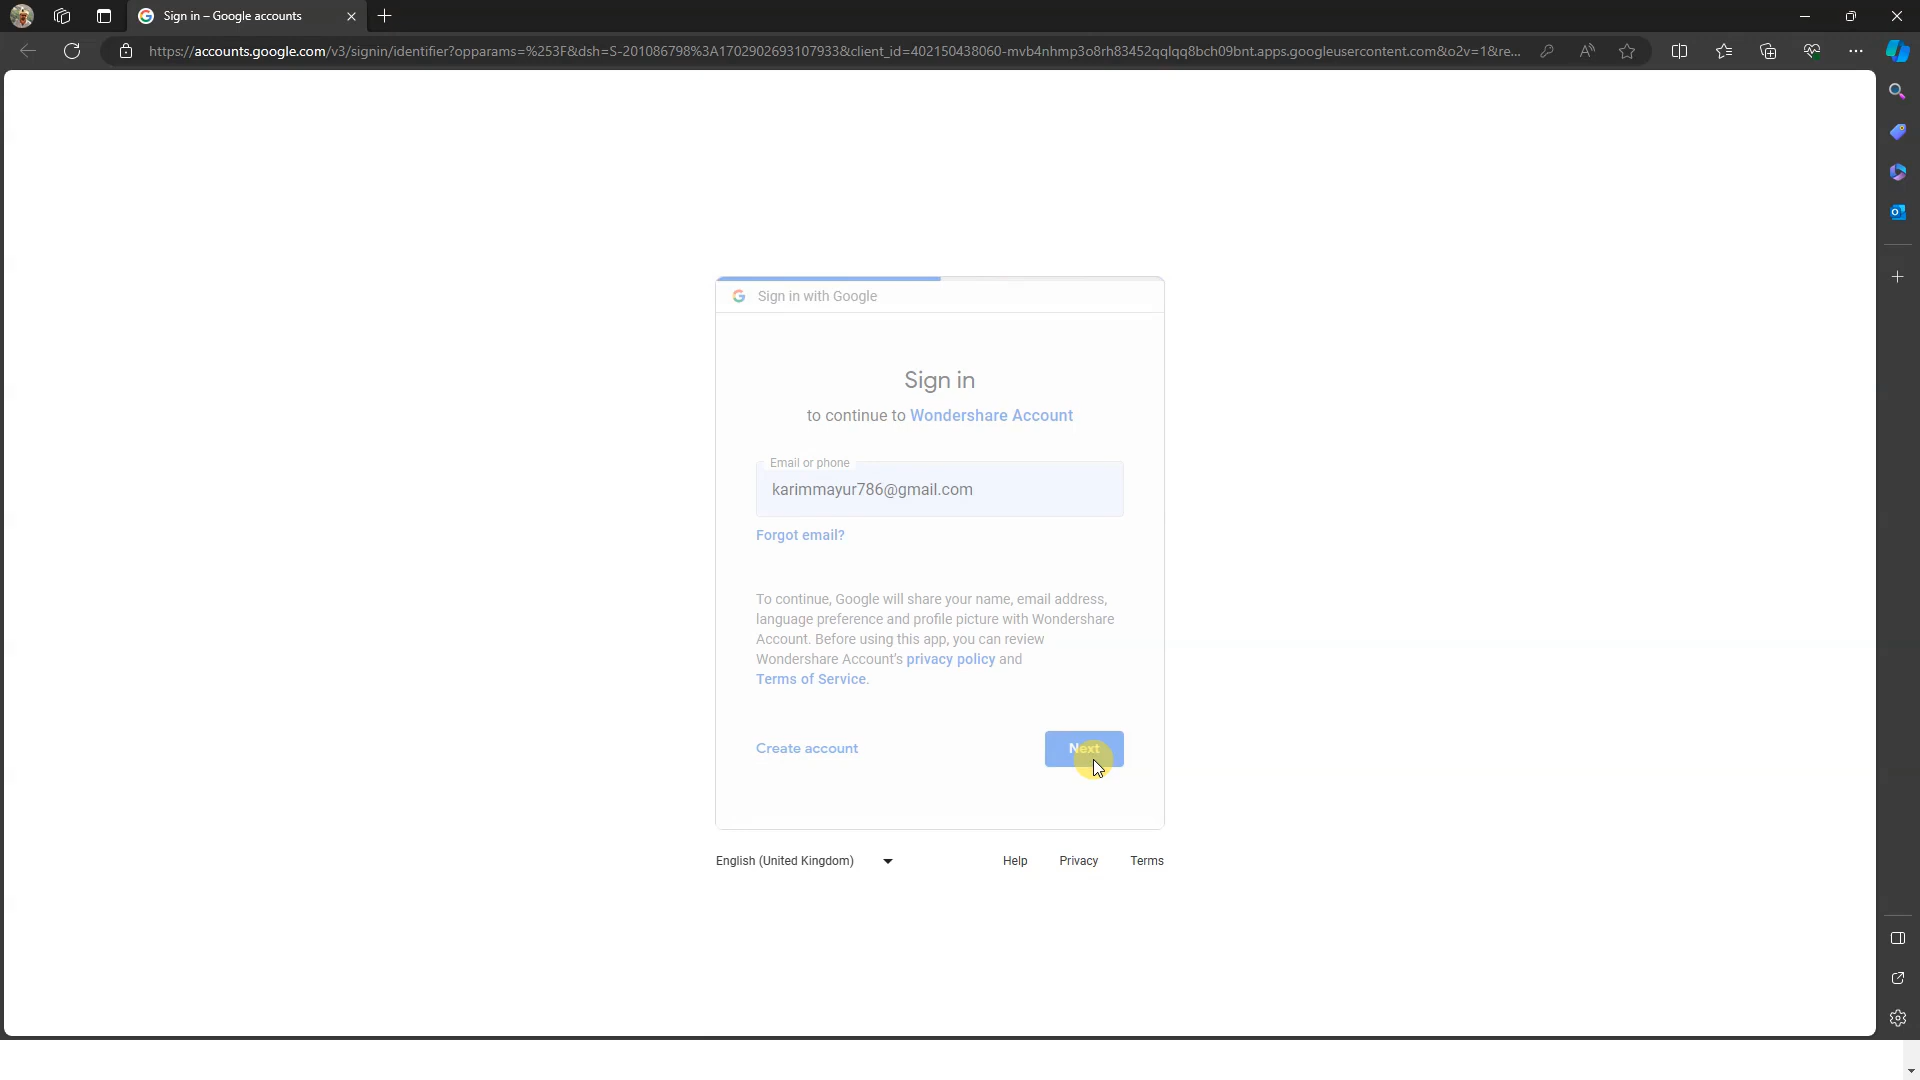 Sign in – Google accounts
https://accounts.google.com/v3/signin/identifier?opparams=%253F&dsh=S-201086798%3A1702902693107933&client_id=402150438060-mvb4nhmp3o8rh83452qqlqq8bch09bnt.apps.googleusercontent.com&o2v=1&re...
Sign in with Google
Sign in
to continue to Wondershare Account
Email or phone
karimmayur786@gmail.com
Forgot email?
To continue, Google will share your name, email address,
language preference and profile picture with Wondershare
Account. Before using this app, you can review
Wondershare Account's privacy policy and
Terms of Service.
Create account
Next
English (United Kingdom)
Help
Privacy
Terms